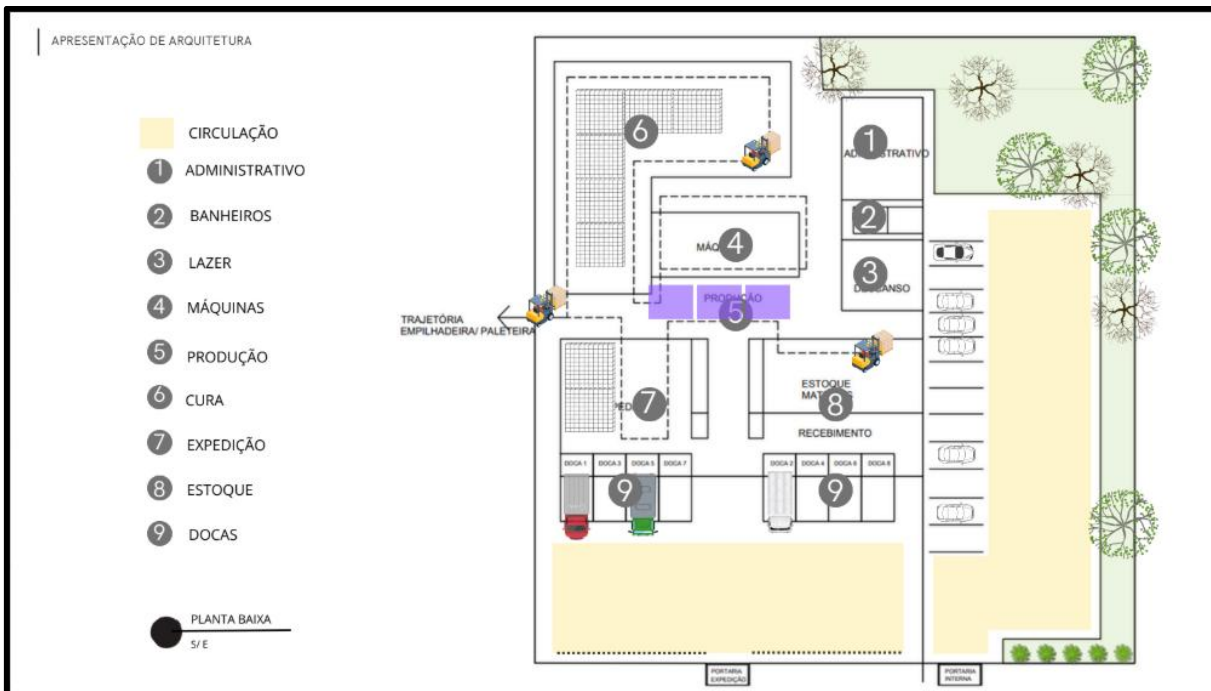 APRESENTAÇÃO DE ARQUITETURA
CIRCULAÇÃO
1 ADMINISTRATIVO
2 BANHEIROS
3 LAZER
4 MÁQUINAS
5 PRODUÇÃO
6 CURA
7 EXPEDIÇÃO
8 ESTOQUE
9 DOCAS
PLANTA BAIXA
S/ E
6
1
2
MÁQ 4
3
PRODUÇÃO
5
TRAJETÓRIA
EMPILHADEIRA/ PALETEIRA
7
ESTOQUE
8
RECEBIMENTO
DOCA 1 DOCA 3 DOCA 5 DOCA 7
DOCA 2 DOCA 4 DOCA 6 DOCA 8
9
9
PORTARIA
EXPEDIÇÃO
PORTARIA
INTERNA